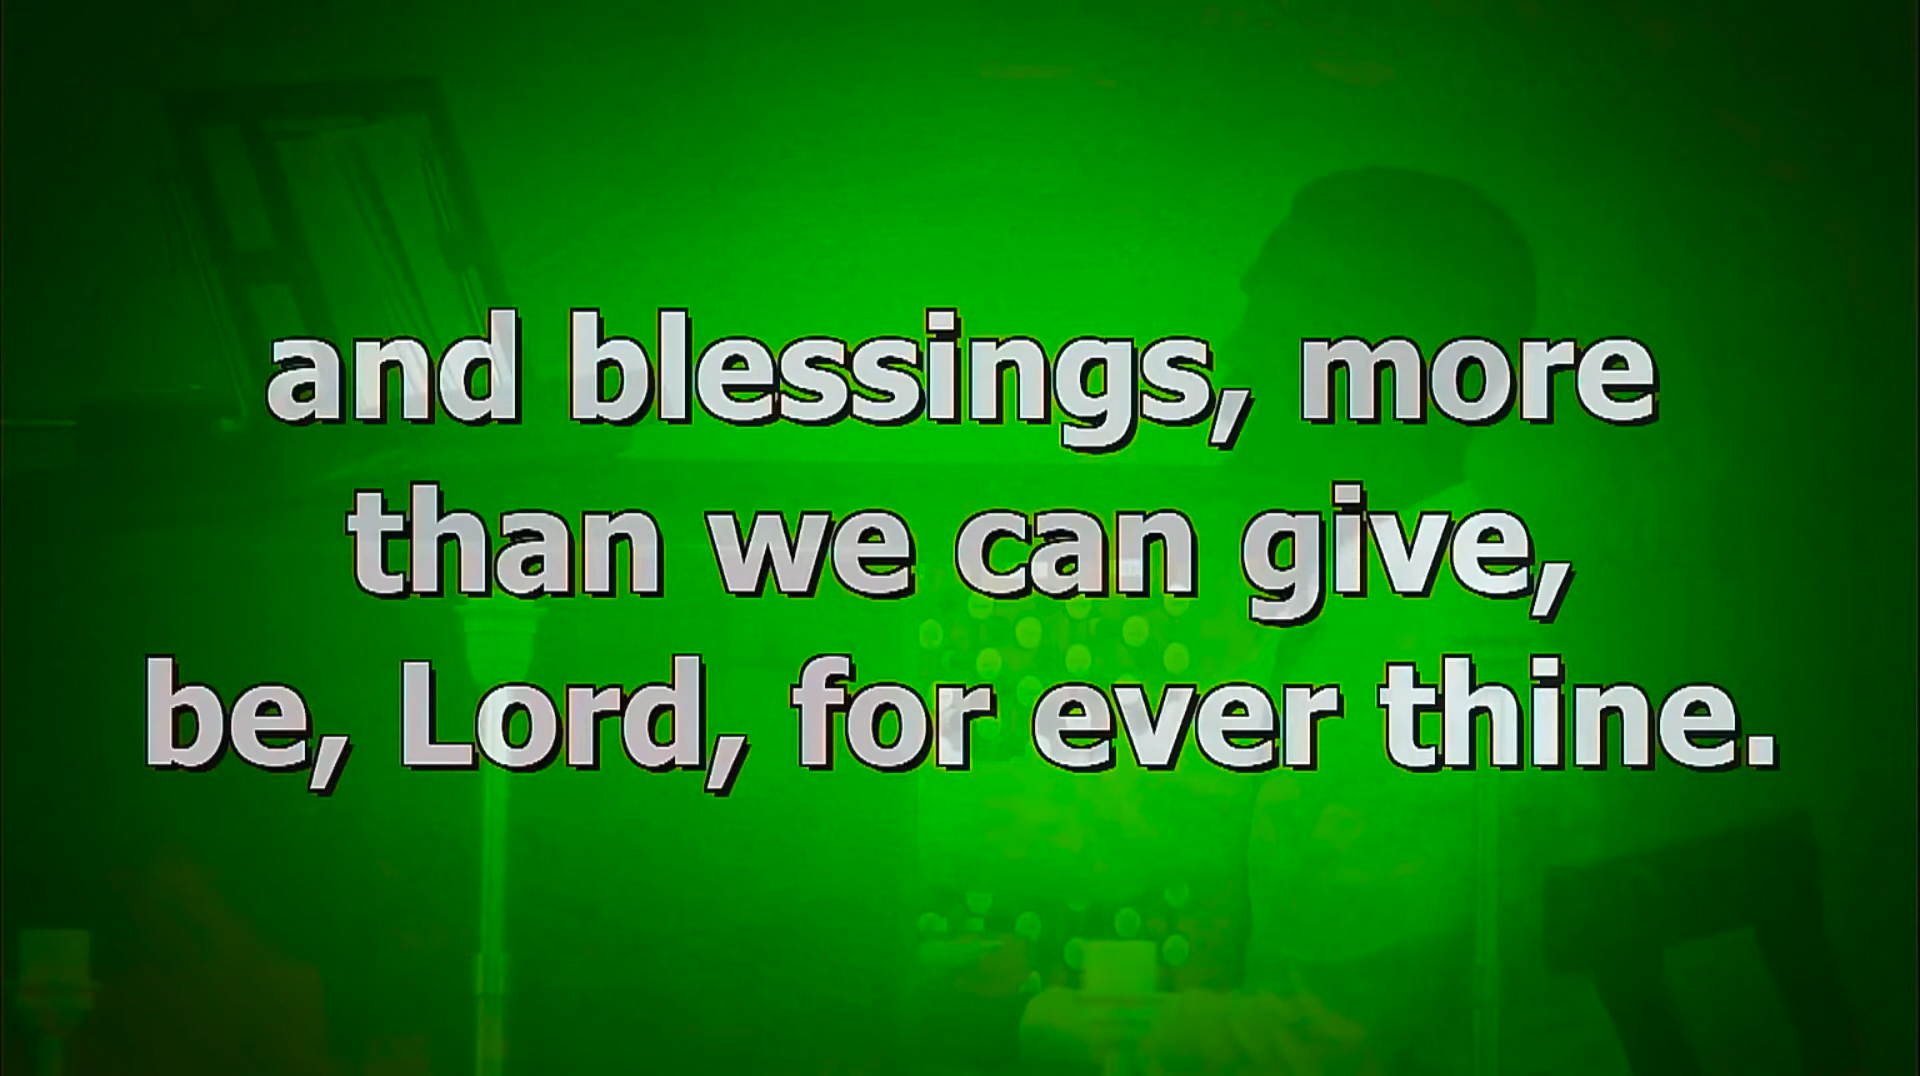 and blessings, more
than we can give,
be, Lord, for ever thine.